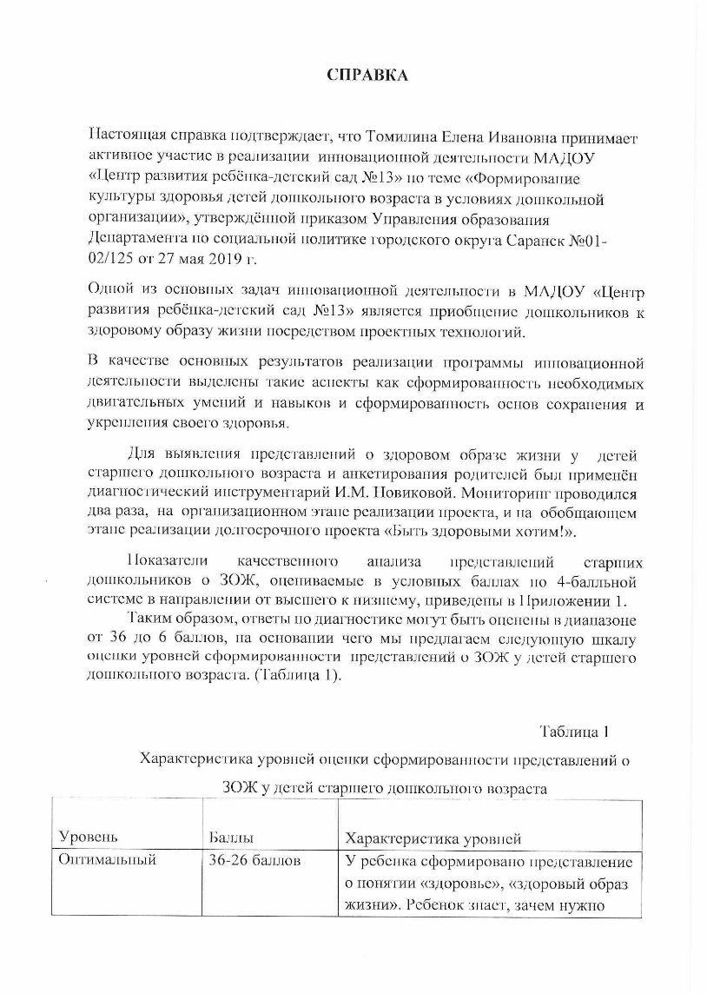 СПРАВКА
Настоящая справка подтверждает, что Томилина Елена Ивановна принимает
активное участие в реализации инновационной деятельности МАДОУ
«Центр развития ребёнка-детский сад №13» по теме «Формирование
культуры здоровья детей дошкольного возраста в условиях дошкольной
организации», утверждённой приказом Управления образования
Департамента по социальной политике городского округа Саранск №01-
02/125 от 27 мая 2019 г.
Одной из основных задач инновационной деятельности в МАДОУ «Центр
развития ребёнка-детский сад №13» является приобщение дошкольников к
здоровому образу жизни посредством проектных технологий.
В качестве основных результатов реализации программы инновационной
деятельности выделены такие аспекты как сформированность необходимых
двигательных умений и навыков и сформированность основ сохранения и
укрепления своего здоровья.
Для выявления представлений о здоровом образе жизни у детей
старшего дошкольного возраста и анкетирования родителей был применён
диагностический инструментарий И.М. Новиковой. Мониторинг проводился
два раза, на организационном этапе реализации проекта, и на обобщающем
этапе реализации долгосрочного проекта «Быть здоровыми хотим!».
Показатели качественного анализа представлений старших
дошкольников о ЗОЖ, оцениваемые в условных баллах по 4-балльной
системе в направлении от высшего к низшему, приведены в Приложении 1.
Таким образом, ответы по диагностике могут быть оценены в диапазоне
от 36 до 6 баллов, на основании чего мы предлагаем следующую шкалу
оценки уровней сформированности представлений о ЗОЖ у детей старшего
дошкольного возраста. (Таблица 1).
Таблица 1
Характеристика уровней оценки сформированности представлений о
ЗОЖ у детей старшего дошкольного возраста
Уровень Баллы Характеристика уровней
Оптимальный 36-26 баллов У ребенка сформировано представление
о понятии «здоровье», «здоровый образ
жизни». Ребенок знает, зачем нужно